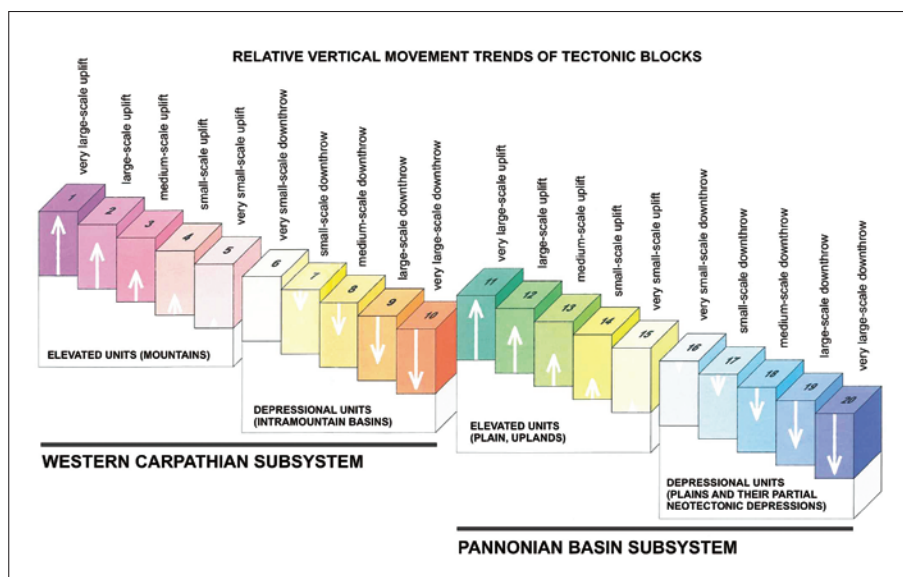 RELATIVE VERTICAL MOVEMENT TRENDS OF TECTONIC BLOCKS
very large-scale uplift
large-scale uplift
medium-scale uplift
small-scale uplift
very small-scale uplift
very small-scale downthrow
small-scale downthrow
medium-scale downthrow
large-scale downthrow
very large-scale downthrow
1
2
3
4
5
6
7
8
9
10
ELEVATED UNITS (MOUNTAINS)
DEPRESSIONAL UNITS
(INTRAMOUNTAIN BASINS)
WESTERN CARPATHIAN SUBSYSTEM
very large-scale uplift
large-scale uplift
medium-scale uplift
small-scale uplift
very small-scale uplift
very small-scale downthrow
small-scale downthrow
medium-scale downthrow
large-scale downthrow
very large-scale downthrow
11
12
13
14
15
16
17
18
19
20
ELEVATED UNITS
(PLAIN, UPLANDS)
DEPRESSIONAL UNITS
(PLAINS AND THEIR PARTIAL
NEOTECTONIC DEPRESSIONS)
PANNONIAN BASIN SUBSYSTEM